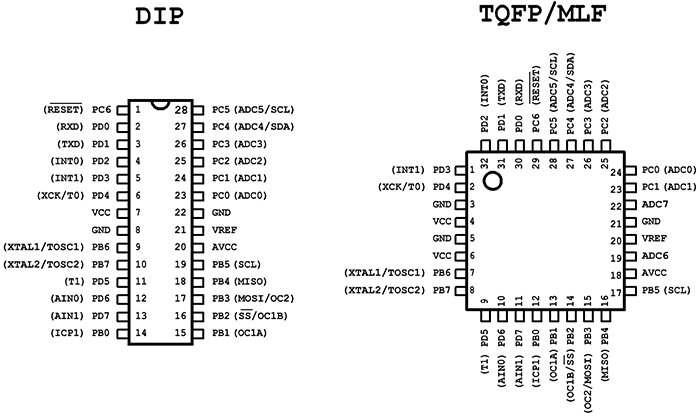 DIP
(RESET) PC6 1 28 PC5 (ADC5/SCL)
(RXD) PD0 2 27 PC4 (ADC4/SDA)
(TXD) PD1 3 26 PC3 (ADC3)
(INT0) PD2 4 25 PC2 (ADC2)
(INT1) PD3 5 24 PC1 (ADC1)
(XCK/T0) PD4 6 23 PC0 (ADC0)
VCC 7 22 GND
GND 8 21 VREF
(XTAL1/TOSC1) PB6 9 20 AVCC
(XTAL2/TOSC2) PB7 10 19 PB5 (SCL)
(T1) PD5 11 18 PB4 (MISO)
(AIN0) PD6 12 17 PB3 (MOSI/OC2)
(AIN1) PD7 13 16 PB2 (SS/OC1B)
(ICP1) PB0 14 15 PB1 (OC1A)
TQFP/MLF
32 PD2 (INT0)
31 PD1 (TXD)
30 PD0 (RXD)
29 PC6 (RESET)
28 PC5 (ADC5/SCL)
27 PC4 (ADC4/SDA)
26 PC3 (ADC3)
25 PC2 (ADC2)
(INT1) PD3 1 24 PC0 (ADC0)
(XCK/T0) PD4 2 23 PC1 (ADC1)
GND 3 22 ADC7
VCC 4 21 GND
GND 5 20 VREF
VCC 6 19 ADC6
(XTAL1/TOSC1) PB6 7 18 AVCC
(XTAL2/TOSC2) PB7 8 17 PB5 (SCL)
(T1) PD5 9
(AIN0) PD6 10
(AIN1) PD7 11
(ICP1) PB0 12
(OC1A) PB1 13
(OC1B/SS) PB2 14
(OC2/MOSI) PB3 15
(MISO) PB4 16